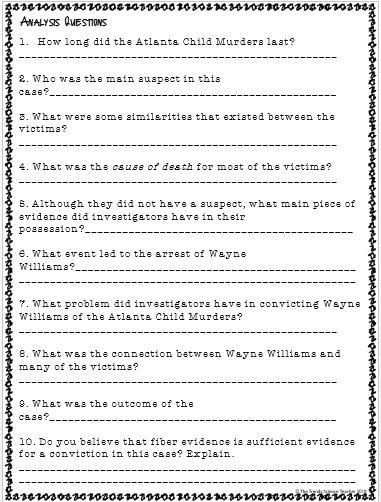 Analysis Questions
1. How long did the Atlanta Child Murders last?
2. Who was the main suspect in this
case?
3. What were some similarities that existed between the
victims?
4. What was the cause of death for most of the victims?
5. Although they did not have a suspect, what main piece of
evidence did investigators have in their
possession?
6. What event led to the arrest of Wayne
Williams?
7. What problem did investigators have in convicting Wayne
Williams of the Atlanta Child Murders?
8. What was the connection between Wayne Williams and
many of the victims?
9. What was the outcome of the
case?
10. Do you believe that fiber evidence is sufficient evidence
for a conviction in this case? Explain.
© The Trendy Science Teacher